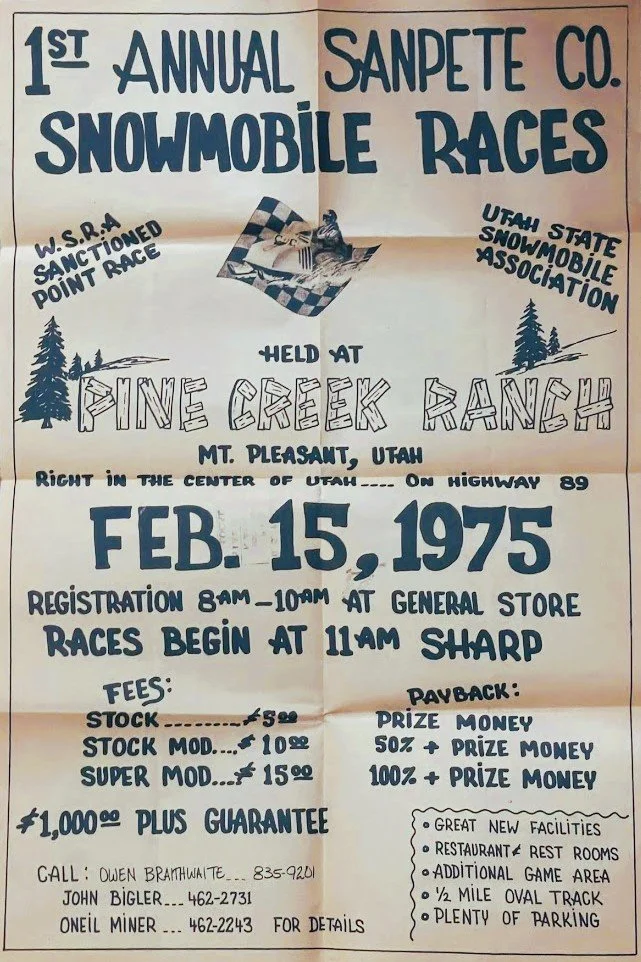 1ST ANNUAL SANPETE CO.
SNOWMOBILE RACES
W.S.R.A
SANCTIONED
POINT RACE
UTAH STATE
SNOWMOBILE
ASSOCIATION
HELD AT
PINE CREEK RANCH
MT. PLEASANT, UTAH
RIGHT IN THE CENTER OF UTAH.... ON HIGHWAY 89
FEB. 15, 1975
REGISTRATION 8AM-10AM AT GENERAL STORE
RACES BEGIN AT 11AM SHARP
FEES:
STOCK......... $5.00
STOCK MOD.... $10.00
SUPER MOD.... $15.00
PAYBACK:
PRIZE MONEY
50% + PRIZE MONEY
100% + PRIZE MONEY
$1,000.00 PLUS GUARANTEE
CALL: OWEN BRAITHWAITE... 835-9201
JOHN BIGLER... 462-2731
ONEIL MINER... 462-2243 FOR DETAILS
• GREAT NEW FACILITIES
• RESTAURANT & REST ROOMS
• ADDITIONAL GAME AREA
• 1/2 MILE OVAL TRACK
• PLENTY OF PARKING